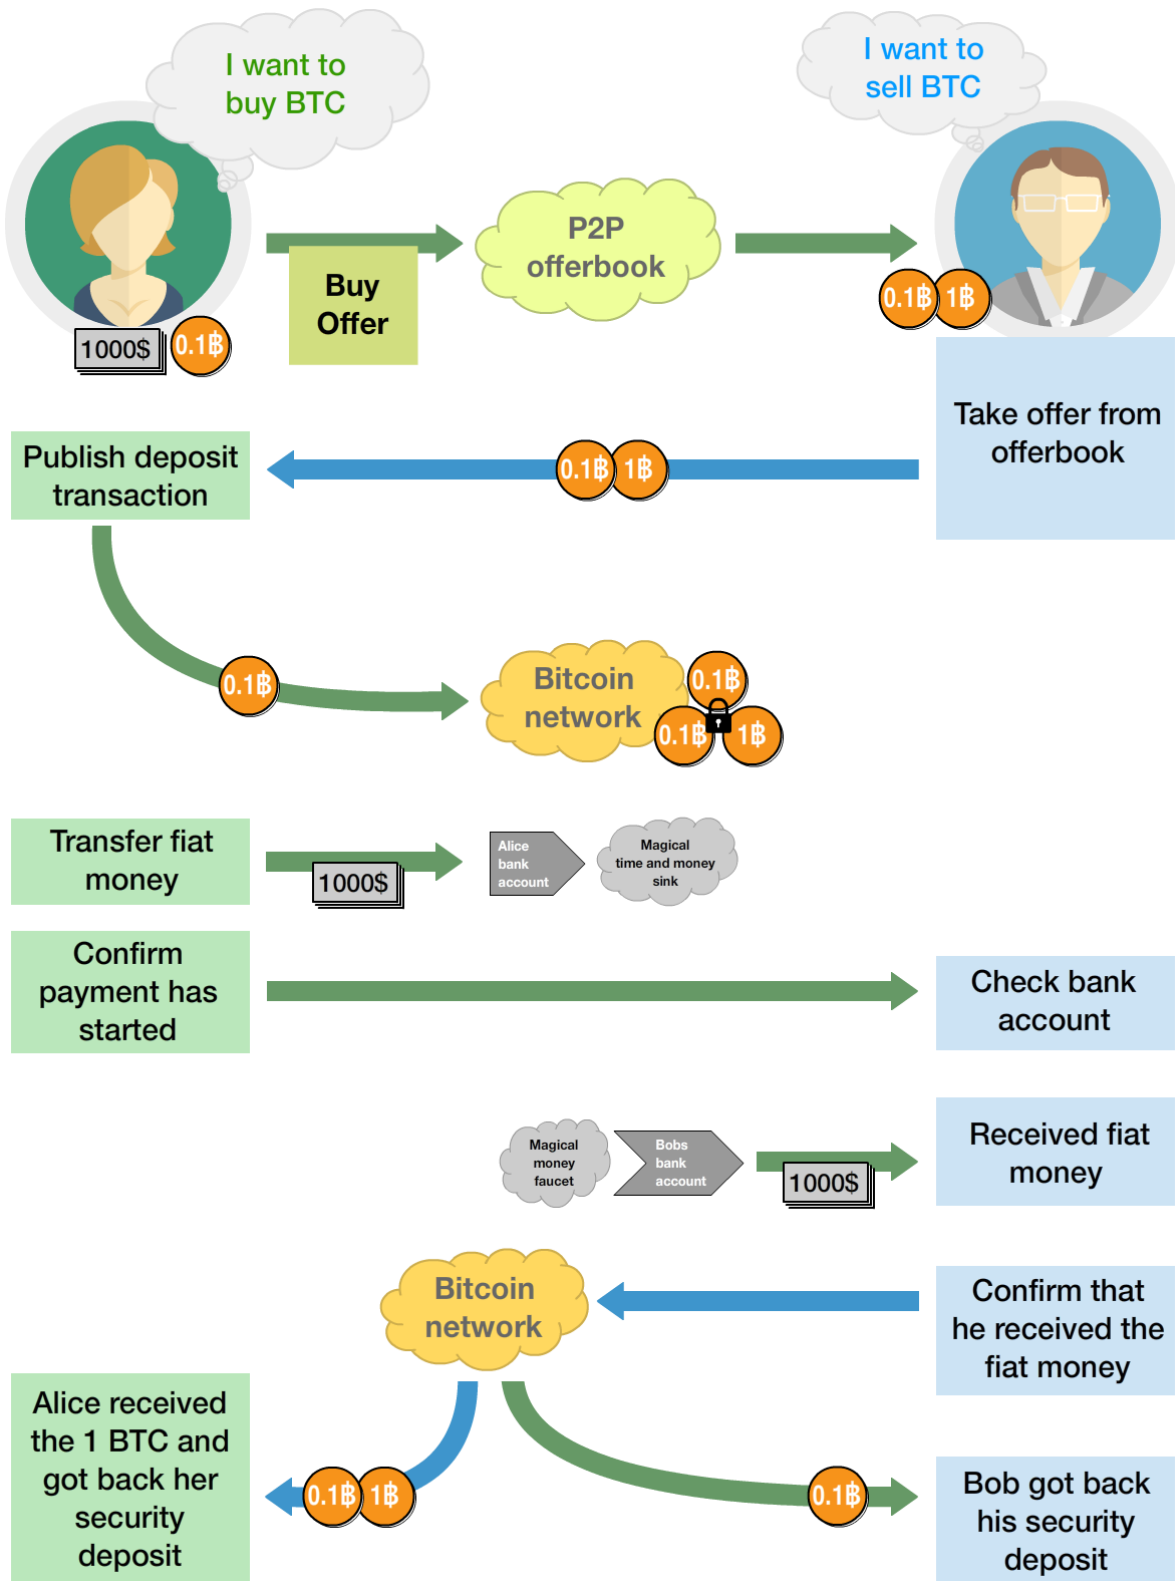 I want to
buy BTC
I want to
sell BTC
P2P
offerbook
Buy
Offer
0.1฿ 1฿
1000$ 0.1฿
Take offer from
offerbook
Publish deposit
transaction
0.1฿ 1฿
0.1฿
Bitcoin
network
0.1฿
0.1฿ 1฿
Transfer fiat
money
1000$
Alice
bank
account
Magical
time and money
sink
Confirm
payment has
started
Check bank
account
Magical
money
faucet
Bobs
bank
account
1000$
Received fiat
money
Bitcoin
network
Confirm that
he received the
fiat money
Alice received
the 1 BTC and
got back her
security
deposit
0.1฿ 1฿
0.1฿
Bob got back
his security
deposit